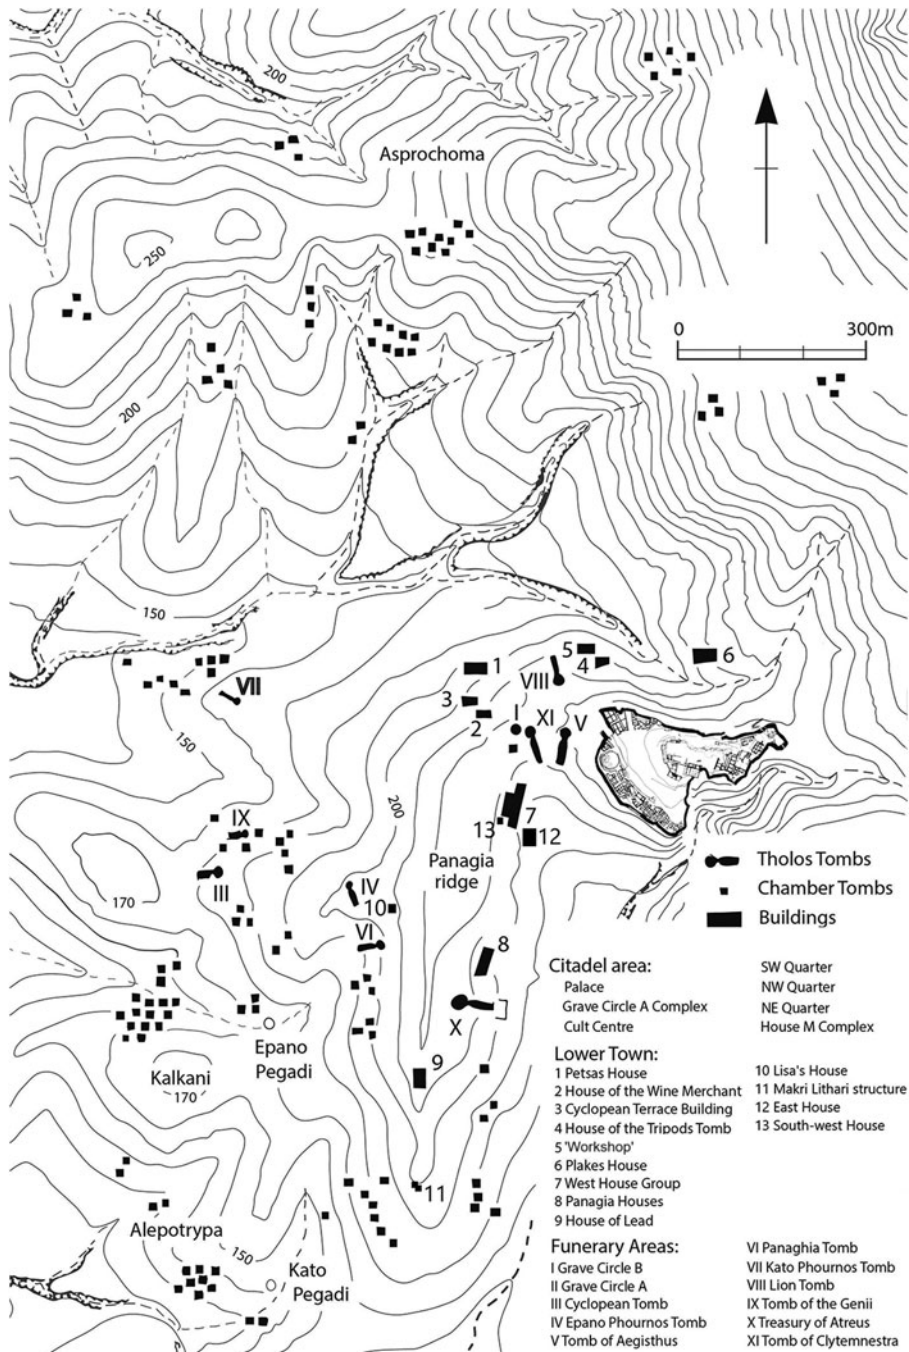 200
Asprochoma
250
0 300m
200
150
5
4
6
1
VIII
VII
3
2
I
XI
V
150
200
IX
13
7
12
Panagia
ridge
Tholos Tombs
III
170
IV
10
Chamber Tombs
VI
Buildings
8
X
Epano
Pegadi
Kalkani
170
9
11
Alepotrypa
150
Kato
Pegadi
Citadel area:
Palace
Grave Circle A Complex
Cult Centre
SW Quarter
NW Quarter
NE Quarter
House M Complex
Lower Town:
1 Petsas House
2 House of the Wine Merchant
3 Cyclopean Terrace Building
4 House of the Tripods Tomb
5 'Workshop'
6 Plakes House
7 West House Group
8 Panagia Houses
9 House of Lead
10 Lisa's House
11 Makri Lithari structure
12 East House
13 South-west House
Funerary Areas:
I Grave Circle B
II Grave Circle A
III Cyclopean Tomb
IV Epano Phournos Tomb
V Tomb of Aegisthus
VI Panaghia Tomb
VII Kato Phournos Tomb
VIII Lion Tomb
IX Tomb of the Genii
X Treasury of Atreus
XI Tomb of Clytemnestra